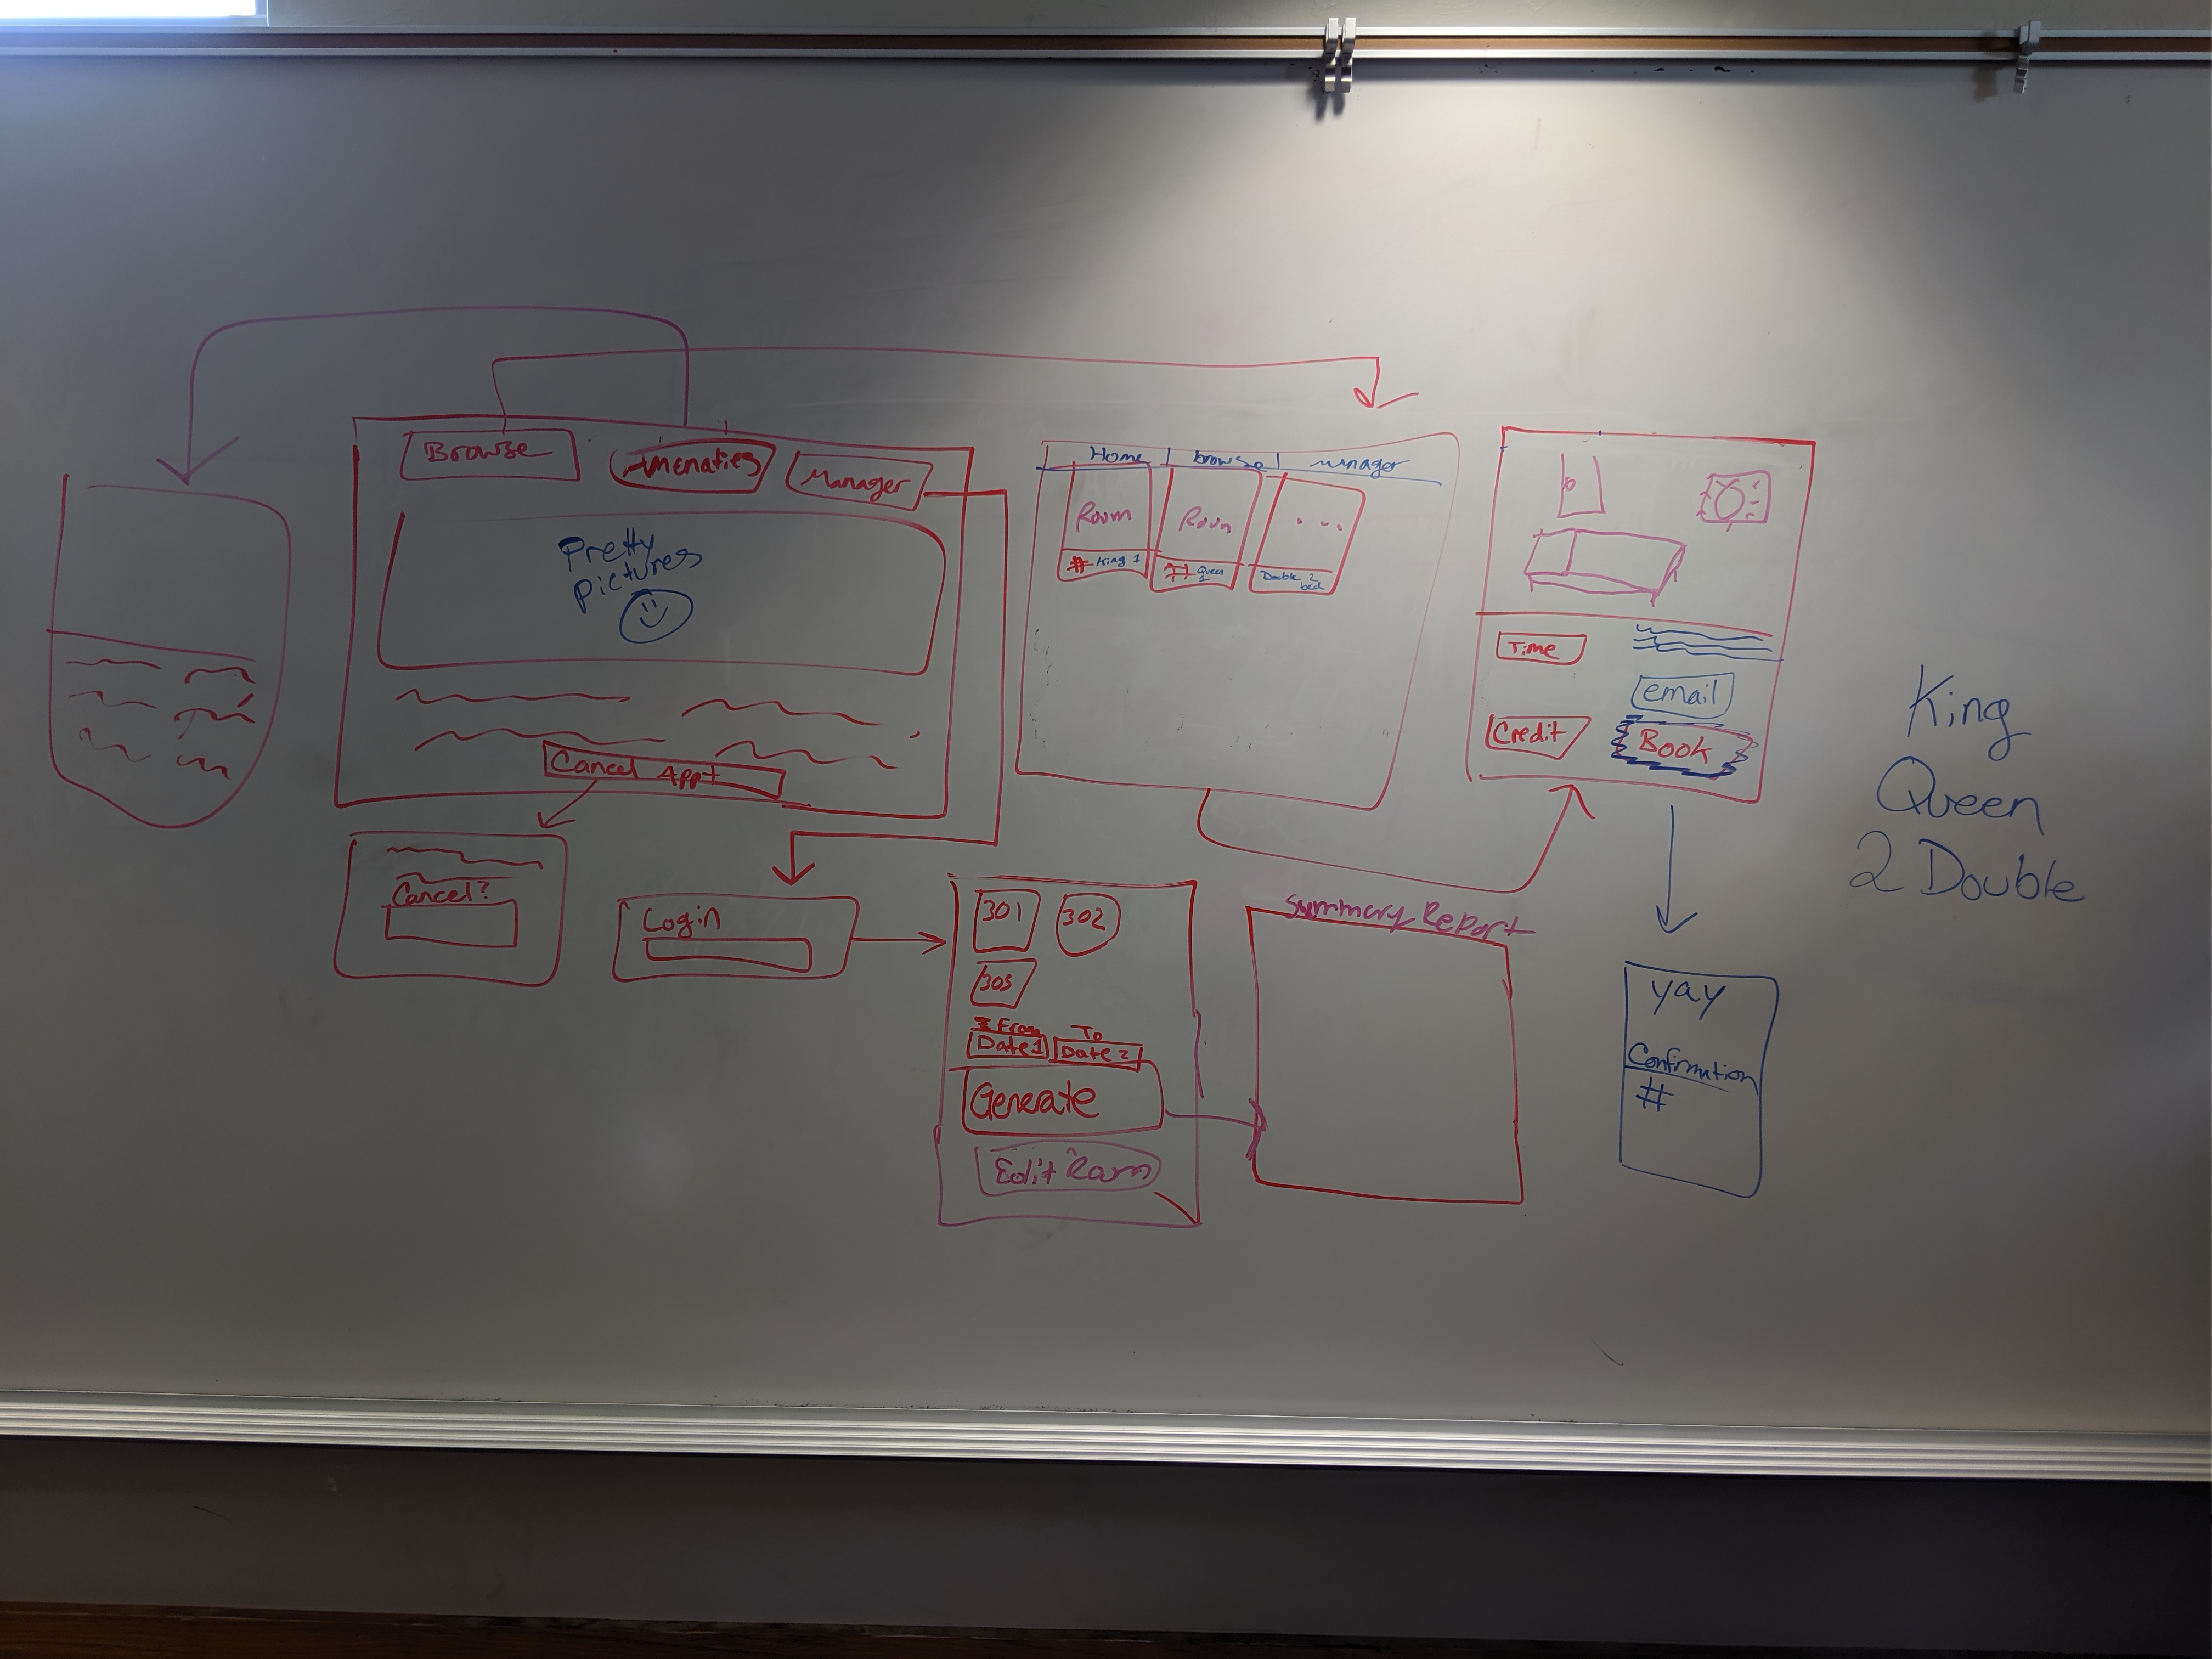 Browse
Amenaties
Manager
Pretty
pictures
Cancel Appt
Cancel?
Login
Home | browse | manager
Room
Room
...
# King 1
# Queen
1
Double 2
bed
Time
email
Credit
Book
King
Queen
2 Double
301
302
303
From
To
Date 1
Date 2
Generate
Edit Room
Summary Report
yay
Confirmation
#